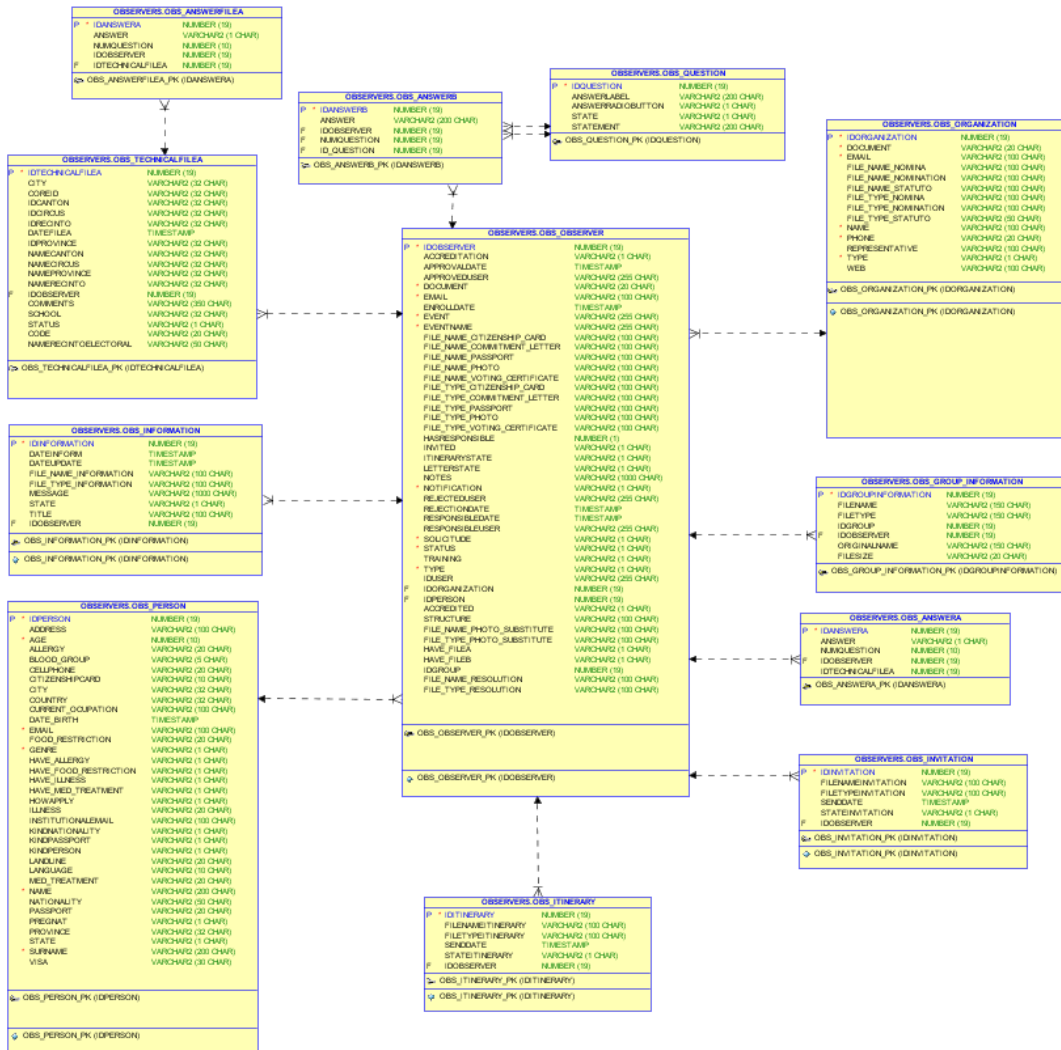 OBSERVERS.OBS_ANSWERFILEA
P * IDANSWERA NUMBER (19)
ANSWER VARCHAR2 (1 CHAR)
NUMQUESTION NUMBER (10)
IDOBSERVER NUMBER (19)
F IDTECHNICALFILEA NUMBER (19)
OBS_ANSWERFILEA_PK (IDANSWERA)
OBSERVERS.OBS_ANSWERB
P * IDANSWERB NUMBER (19)
ANSWER VARCHAR2 (200 CHAR)
F IDOBSERVER NUMBER (19)
F NUMQUESTION NUMBER (19)
F ID_QUESTION NUMBER (19)
OBS_ANSWERB_PK (IDANSWERB)
OBSERVERS.OBS_QUESTION
P * IDQUESTION NUMBER (19)
ANSWERLABEL VARCHAR2 (200 CHAR)
ANSWERRADIOBUTTON VARCHAR2 (1 CHAR)
STATE VARCHAR2 (1 CHAR)
STATEMENT VARCHAR2 (200 CHAR)
OBS_QUESTION_PK (IDQUESTION)
OBSERVERS.OBS_ORGANIZATION
P * IDORGANIZATION NUMBER (19)
* DOCUMENT VARCHAR2 (20 CHAR)
* EMAIL VARCHAR2 (100 CHAR)
FILE_NAME_NOMINA VARCHAR2 (100 CHAR)
FILE_NAME_NOMINATION VARCHAR2 (100 CHAR)
FILE_NAME_STATUTO VARCHAR2 (100 CHAR)
FILE_TYPE_NOMINA VARCHAR2 (100 CHAR)
FILE_TYPE_NOMINATION VARCHAR2 (100 CHAR)
FILE_TYPE_STATUTO VARCHAR2 (50 CHAR)
* NAME VARCHAR2 (100 CHAR)
* PHONE VARCHAR2 (20 CHAR)
REPRESENTATIVE VARCHAR2 (100 CHAR)
* TYPE VARCHAR2 (1 CHAR)
WEB VARCHAR2 (100 CHAR)
OBS_ORGANIZATION_PK (IDORGANIZATION)
OBS_ORGANIZATION_PK (IDORGANIZATION)
OBSERVERS.OBS_TECHNICALFILEA
P * IDTECHNICALFILEA NUMBER (19)
CITY VARCHAR2 (32 CHAR)
COREID VARCHAR2 (32 CHAR)
IDCANTON VARCHAR2 (32 CHAR)
IDCIRCUS VARCHAR2 (32 CHAR)
IDRECINTO VARCHAR2 (32 CHAR)
DATEFILEA TIMESTAMP
IDPROVINCE VARCHAR2 (32 CHAR)
NAMECANTON VARCHAR2 (32 CHAR)
NAMECIRCUS VARCHAR2 (32 CHAR)
NAMEPROVINCE VARCHAR2 (32 CHAR)
NAMERECINTO VARCHAR2 (32 CHAR)
F IDOBSERVER NUMBER (19)
COMMENTS VARCHAR2 (350 CHAR)
SCHOOL VARCHAR2 (32 CHAR)
STATUS VARCHAR2 (1 CHAR)
CODE VARCHAR2 (20 CHAR)
NAMERECINTOELECTORAL VARCHAR2 (50 CHAR)
OBS_TECHNICALFILEA_PK (IDTECHNICALFILEA)
OBSERVERS.OBS_OBSERVER
P * IDOBSERVER NUMBER (19)
ACCREDITATION VARCHAR2 (1 CHAR)
APPROVALDATE TIMESTAMP
APPROVEDUSER VARCHAR2 (255 CHAR)
* DOCUMENT VARCHAR2 (20 CHAR)
* EMAIL VARCHAR2 (100 CHAR)
ENROLLDATE TIMESTAMP
* EVENT VARCHAR2 (255 CHAR)
* EVENTNAME VARCHAR2 (255 CHAR)
FILE_NAME_CITIZENSHIP_CARD VARCHAR2 (100 CHAR)
FILE_NAME_COMMITMENT_LETTER VARCHAR2 (100 CHAR)
FILE_NAME_PASSPORT VARCHAR2 (100 CHAR)
FILE_NAME_PHOTO VARCHAR2 (100 CHAR)
FILE_NAME_VOTING_CERTIFICATE VARCHAR2 (100 CHAR)
FILE_TYPE_CITIZENSHIP_CARD VARCHAR2 (100 CHAR)
FILE_TYPE_COMMITMENT_LETTER VARCHAR2 (100 CHAR)
FILE_TYPE_PASSPORT VARCHAR2 (100 CHAR)
FILE_TYPE_PHOTO VARCHAR2 (100 CHAR)
FILE_TYPE_VOTING_CERTIFICATE VARCHAR2 (100 CHAR)
HASRESPONSIBLE NUMBER (1)
INVITED VARCHAR2 (1 CHAR)
ITINERARYSTATE VARCHAR2 (1 CHAR)
LETTERSTATE VARCHAR2 (1 CHAR)
NOTES VARCHAR2 (1000 CHAR)
* NOTIFICATION VARCHAR2 (1 CHAR)
REJECTEDUSER VARCHAR2 (255 CHAR)
REJECTIONDATE TIMESTAMP
RESPONSIBLEDATE TIMESTAMP
RESPONSIBLEUSER VARCHAR2 (255 CHAR)
* SOLICITUDE VARCHAR2 (1 CHAR)
* STATUS VARCHAR2 (1 CHAR)
TRAINING VARCHAR2 (1 CHAR)
* TYPE VARCHAR2 (1 CHAR)
IDUSER VARCHAR2 (255 CHAR)
F IDORGANIZATION NUMBER (19)
F IDPERSON NUMBER (19)
ACCREDITED VARCHAR2 (1 CHAR)
STRUCTURE VARCHAR2 (100 CHAR)
FILE_NAME_PHOTO_SUBSTITUTE VARCHAR2 (100 CHAR)
FILE_TYPE_PHOTO_SUBSTITUTE VARCHAR2 (100 CHAR)
HAVE_FILEA VARCHAR2 (1 CHAR)
HAVE_FILEB VARCHAR2 (1 CHAR)
IDGROUP NUMBER (19)
FILE_NAME_RESOLUTION VARCHAR2 (100 CHAR)
FILE_TYPE_RESOLUTION VARCHAR2 (100 CHAR)
OBS_OBSERVER_PK (IDOBSERVER)
OBS_OBSERVER_PK (IDOBSERVER)
OBSERVERS.OBS_INFORMATION
P * IDINFORMATION NUMBER (19)
DATEINFORM TIMESTAMP
DATEUPDATE TIMESTAMP
FILE_NAME_INFORMATION VARCHAR2 (100 CHAR)
FILE_TYPE_INFORMATION VARCHAR2 (100 CHAR)
MESSAGE VARCHAR2 (1000 CHAR)
STATE VARCHAR2 (1 CHAR)
TITLE VARCHAR2 (100 CHAR)
F IDOBSERVER NUMBER (19)
OBS_INFORMATION_PK (IDINFORMATION)
OBS_INFORMATION_PK (IDINFORMATION)
OBSERVERS.OBS_GROUP_INFORMATION
P * IDGROUPINFORMATION NUMBER (19)
FILENAME VARCHAR2 (150 CHAR)
FILETYPE VARCHAR2 (150 CHAR)
IDGROUP NUMBER (19)
F IDOBSERVER NUMBER (19)
ORIGINALNAME VARCHAR2 (150 CHAR)
FILESIZE VARCHAR2 (20 CHAR)
OBS_GROUP_INFORMATION_PK (IDGROUPINFORMATION)
OBSERVERS.OBS_PERSON
P * IDPERSON NUMBER (19)
ADDRESS VARCHAR2 (100 CHAR)
* AGE NUMBER (10)
ALLERGY VARCHAR2 (20 CHAR)
BLOOD_GROUP VARCHAR2 (5 CHAR)
CELLPHONE VARCHAR2 (20 CHAR)
CITIZENSHIPCARD VARCHAR2 (10 CHAR)
CITY VARCHAR2 (32 CHAR)
* COUNTRY VARCHAR2 (32 CHAR)
CURRENT_OCUPATION VARCHAR2 (100 CHAR)
DATE_BIRTH TIMESTAMP
* EMAIL VARCHAR2 (100 CHAR)
FOOD_RESTRICTION VARCHAR2 (20 CHAR)
* GENRE VARCHAR2 (1 CHAR)
HAVE_ALLERGY VARCHAR2 (1 CHAR)
HAVE_FOOD_RESTRICTION VARCHAR2 (1 CHAR)
HAVE_ILLNESS VARCHAR2 (1 CHAR)
HAVE_MED_TREATMENT VARCHAR2 (1 CHAR)
HOWAPPLY VARCHAR2 (1 CHAR)
ILLNESS VARCHAR2 (20 CHAR)
INSTITUTIONALEMAIL VARCHAR2 (100 CHAR)
KINDNATIONALITY VARCHAR2 (1 CHAR)
KINDPASSPORT VARCHAR2 (1 CHAR)
KINDPERSON VARCHAR2 (1 CHAR)
LANDLINE VARCHAR2 (20 CHAR)
LANGUAGE VARCHAR2 (10 CHAR)
MED_TREATMENT VARCHAR2 (20 CHAR)
* NAME VARCHAR2 (200 CHAR)
NATIONALITY VARCHAR2 (50 CHAR)
PASSPORT VARCHAR2 (20 CHAR)
PREGNAT VARCHAR2 (1 CHAR)
PROVINCE VARCHAR2 (32 CHAR)
STATE VARCHAR2 (1 CHAR)
* SURNAME VARCHAR2 (200 CHAR)
VISA VARCHAR2 (30 CHAR)
OBS_PERSON_PK (IDPERSON)
OBS_PERSON_PK (IDPERSON)
OBSERVERS.OBS_ANSWERA
P * IDANSWERA NUMBER (19)
ANSWER VARCHAR2 (1 CHAR)
NUMQUESTION NUMBER (10)
F IDOBSERVER NUMBER (19)
IDTECHNICALFILEA NUMBER (19)
OBS_ANSWERA_PK (IDANSWERA)
OBSERVERS.OBS_INVITATION
P * IDINVITATION NUMBER (19)
FILENAMEINVITATION VARCHAR2 (100 CHAR)
FILETYPEINVITATION VARCHAR2 (100 CHAR)
SENDDATE TIMESTAMP
STATEINVITATION VARCHAR2 (1 CHAR)
F IDOBSERVER NUMBER (19)
OBS_INVITATION_PK (IDINVITATION)
OBS_INVITATION_PK (IDINVITATION)
OBSERVERS.OBS_ITINERARY
P * IDITINERARY NUMBER (19)
FILENAMEITINERARY VARCHAR2 (100 CHAR)
FILETYPEITINERARY VARCHAR2 (100 CHAR)
SENDDATE TIMESTAMP
STATEITINERARY VARCHAR2 (1 CHAR)
F IDOBSERVER NUMBER (19)
OBS_ITINERARY_PK (IDITINERARY)
OBS_ITINERARY_PK (IDITINERARY)